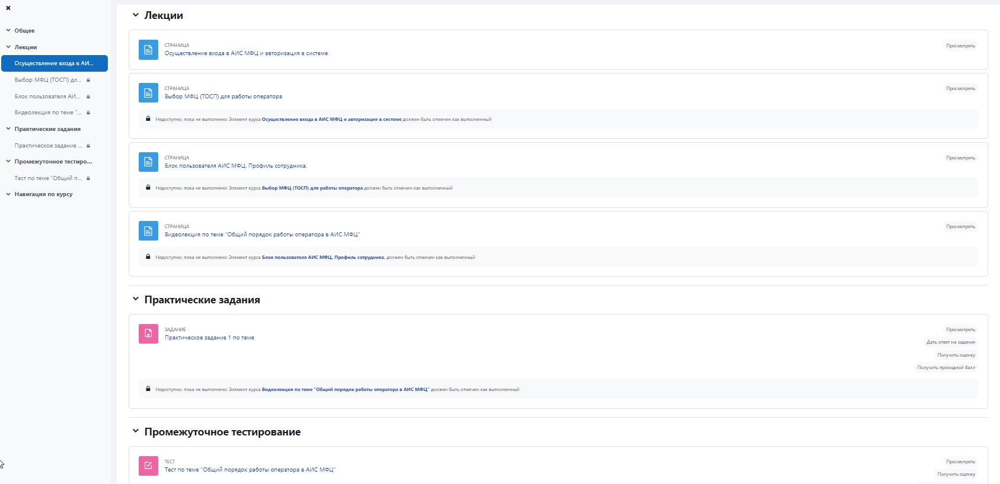 Общее
Лекции
Осуществление входа в АИ...
Выбор МФЦ (ТОСП) дл...
Блок пользователя АИ...
Видеолекция по теме "...
Практические задания
Практическое задание ...
Промежуточное тестиро...
Тест по теме "Общий п...
Навигация по курсу
Лекции
СТРАНИЦА
Осуществление входа в АИС МФЦ и авторизация в системе
Просмотреть
СТРАНИЦА
Выбор МФЦ (ТОСП) для работы оператора
Просмотреть
Недоступно, пока не выполнено: Элемент курса Осуществление входа в АИС МФЦ и авторизация в системе должен быть отмечен как выполненный
СТРАНИЦА
Блок пользователя АИС МФЦ. Профиль сотрудника.
Просмотреть
Недоступно, пока не выполнено: Элемент курса Выбор МФЦ (ТОСП) для работы оператора должен быть отмечен как выполненный
СТРАНИЦА
Видеолекция по теме "Общий порядок работы оператора в АИС МФЦ"
Просмотреть
Недоступно, пока не выполнено: Элемент курса Блок пользователя АИС МФЦ. Профиль сотрудника. должен быть отмечен как выполненный
Практические задания
ЗАДАНИЕ
Практическое задание 1 по теме
Просмотреть
Дать ответ на задание
Получить оценку
Получить проходной балл
Недоступно, пока не выполнено: Элемент курса Видеолекция по теме "Общий порядок работы оператора в АИС МФЦ" должен быть отмечен как выполненный
Промежуточное тестирование
ТЕСТ
Тест по теме "Общий порядок работы оператора в АИС МФЦ"
Просмотреть
Получить оценку